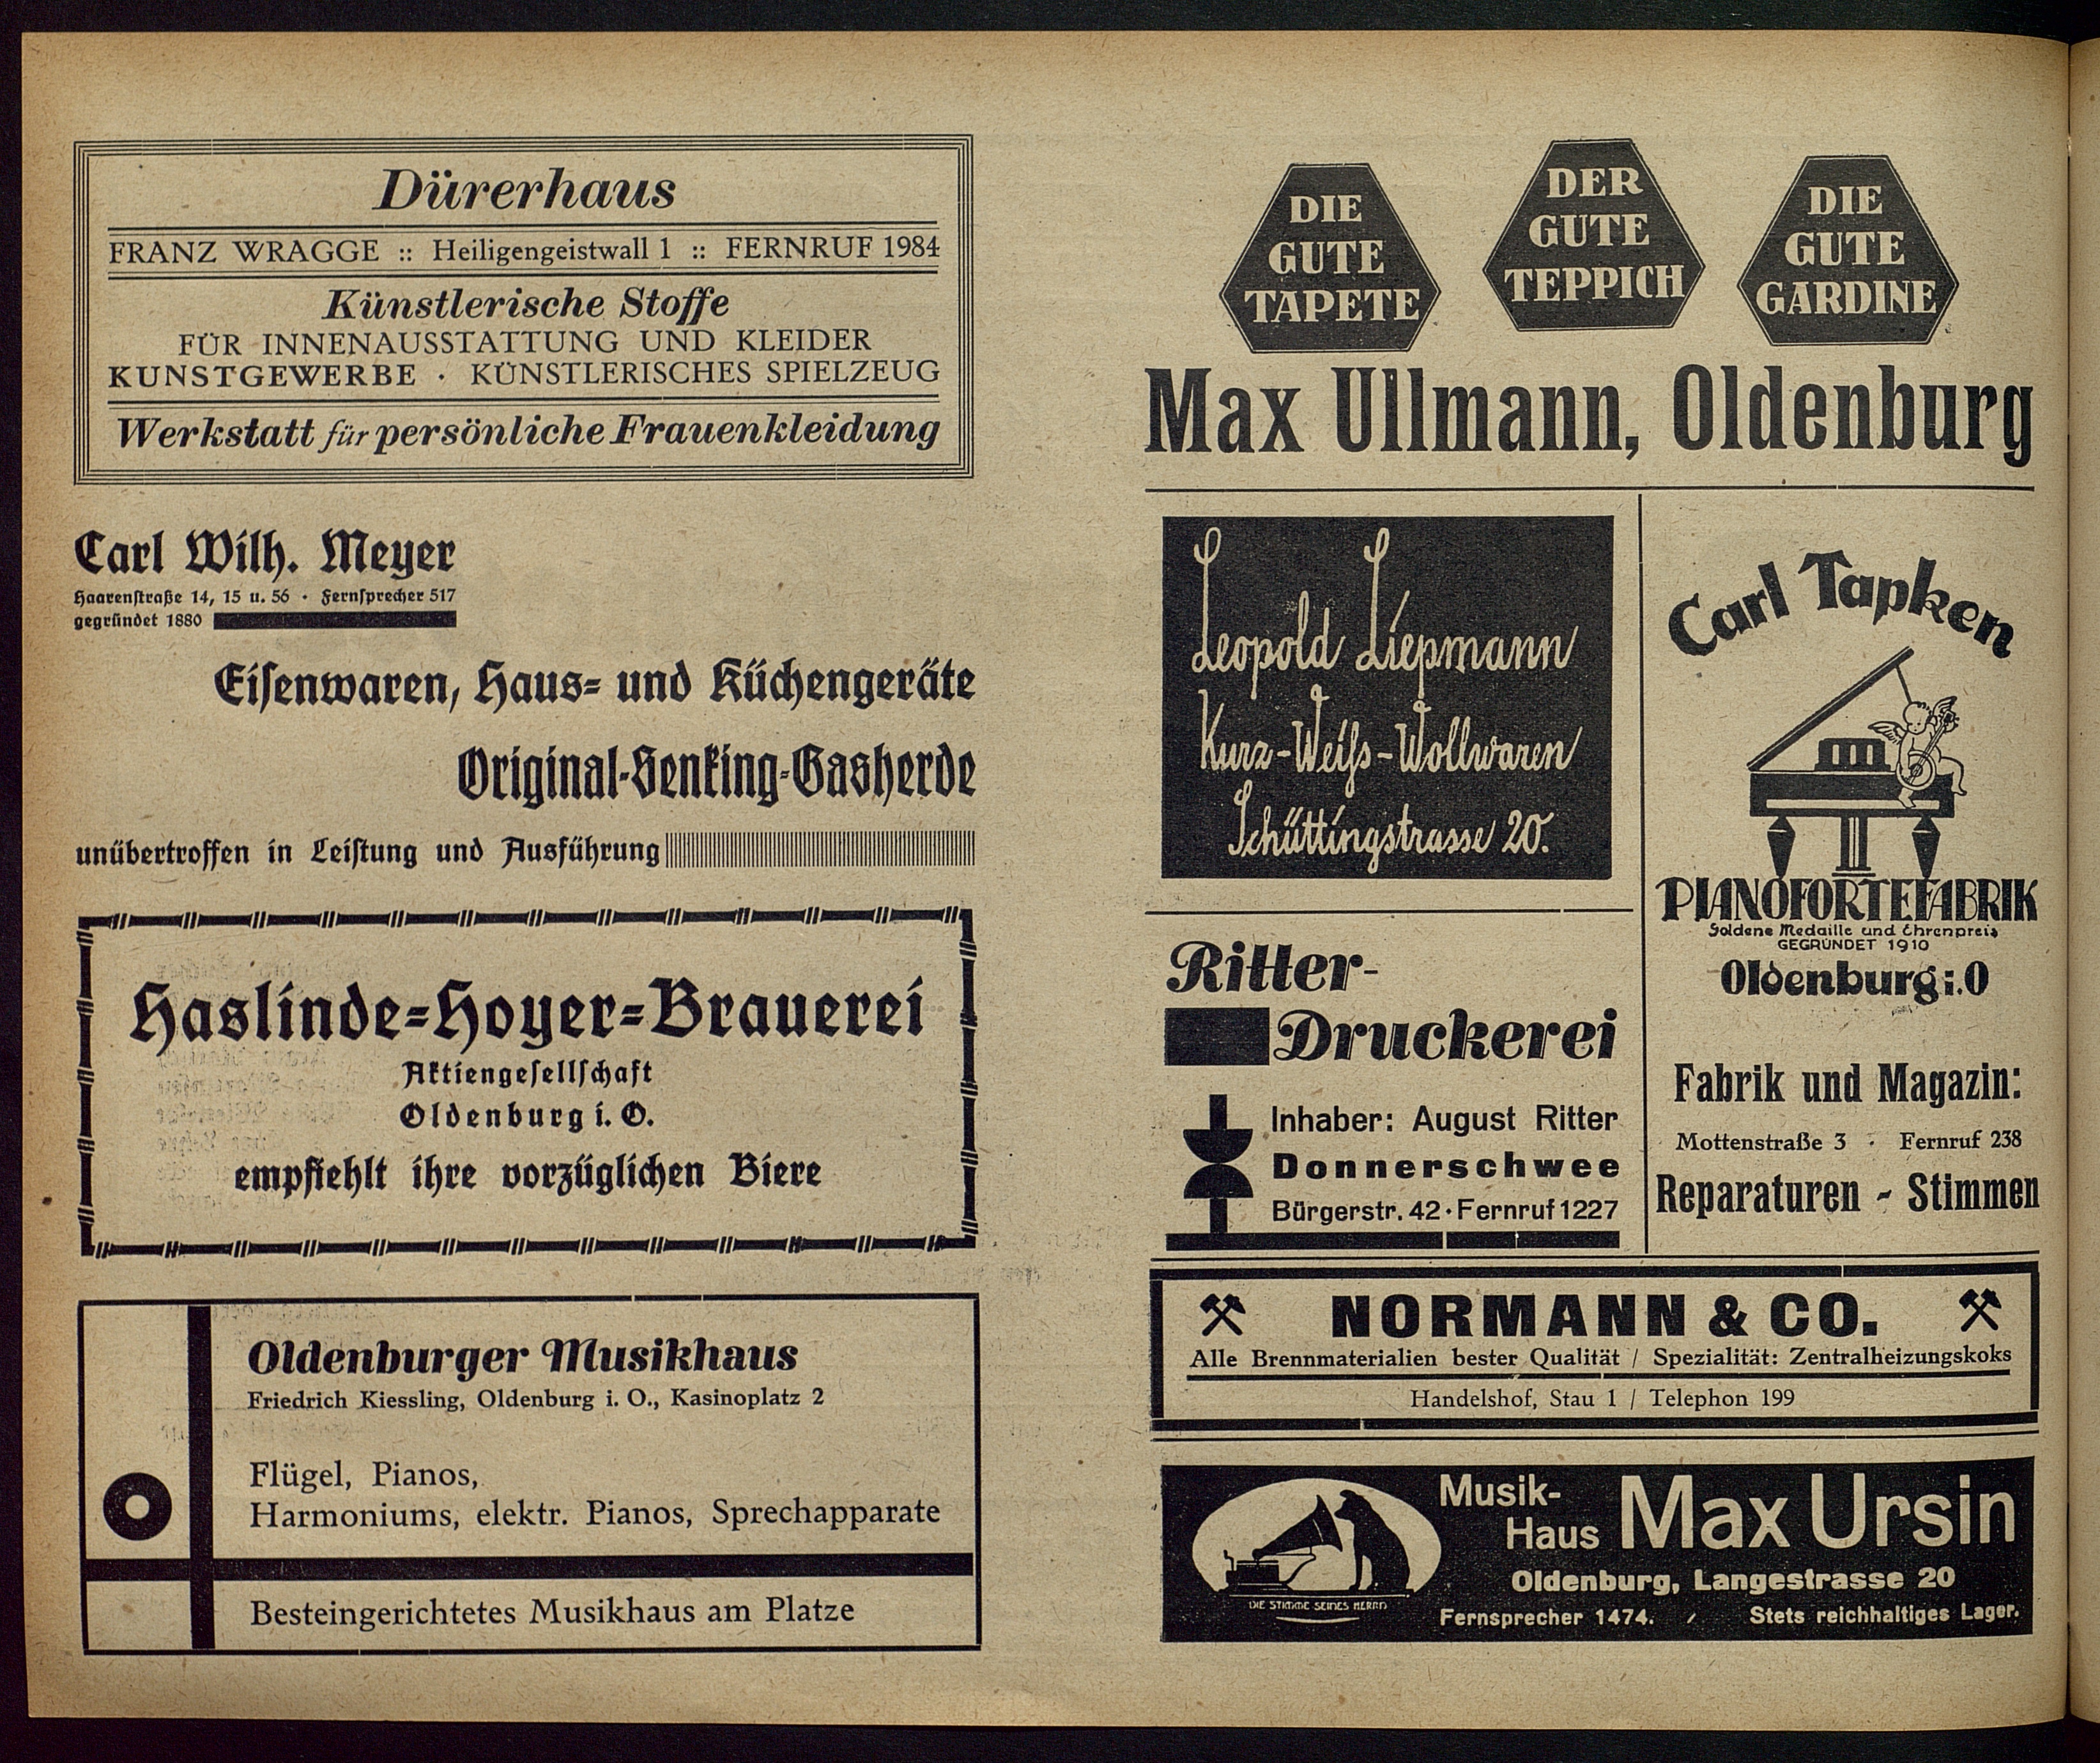 Dürerhaus
FRANZ WRAGGE :: Heiligengeistwall 1 :: FERNRUF 1984
Künstlerische Stoffe
FÜR INNENAUSSTATTUNG UND KLEIDER
KUNSTGEWERBE · KÜNSTLERISCHES SPIELZEUG
Werkstatt für persönliche Frauenkleidung
Carl Wilh. Meyer
Haarenſtraße 14, 15 u. 56 · Fernſprecher 517
gegründet 1880
Eiſenwaren, Haus- und Küchengeräte
Original-Senking-Gasherde
unübertroffen in Leiſtung und Ausführung
Haslinde-Hoyer-Brauerei
Aktiengeſellſchaft
Oldenburg i. O.
empfiehlt ihre vorzüglichen Biere
Oldenburger Musikhaus
Friedrich Kiessling, Oldenburg i. O., Kasinoplatz 2
Flügel, Pianos,
Harmoniums, elektr. Pianos, Sprechapparate
Besteingerichtetes Musikhaus am Platze
DIE
GUTE
TAPETE
DER
GUTE
TEPPICH
DIE
GUTE
GARDINE
Max Ullmann, Oldenburg
Leopold Liepmann
Kurz-Weiſs-Wollwaren
Schüttingstrasse 20.
Ritter-
Druckerei
Inhaber: August Ritter
Donnerschwee
Bürgerstr. 42 · Fernruf 1227
Carl Tapken
PIANOFORTEFABRIK
Goldene Medaille und Ehrenpreis
GEGRÜNDET 1910
Oldenburg i. O
Fabrik und Magazin:
Mottenstraße 3 · Fernruf 238
Reparaturen - Stimmen
NORMANN & CO.
Alle Brennmaterialien bester Qualität / Spezialität: Zentralheizungskoks
Handelshof, Stau 1 / Telephon 199
Musik-
Haus Max Ursin
Oldenburg, Langestrasse 20
Fernsprecher 1474. / Stets reichhaltiges Lager.
DIE STIMME SEINES HERRN